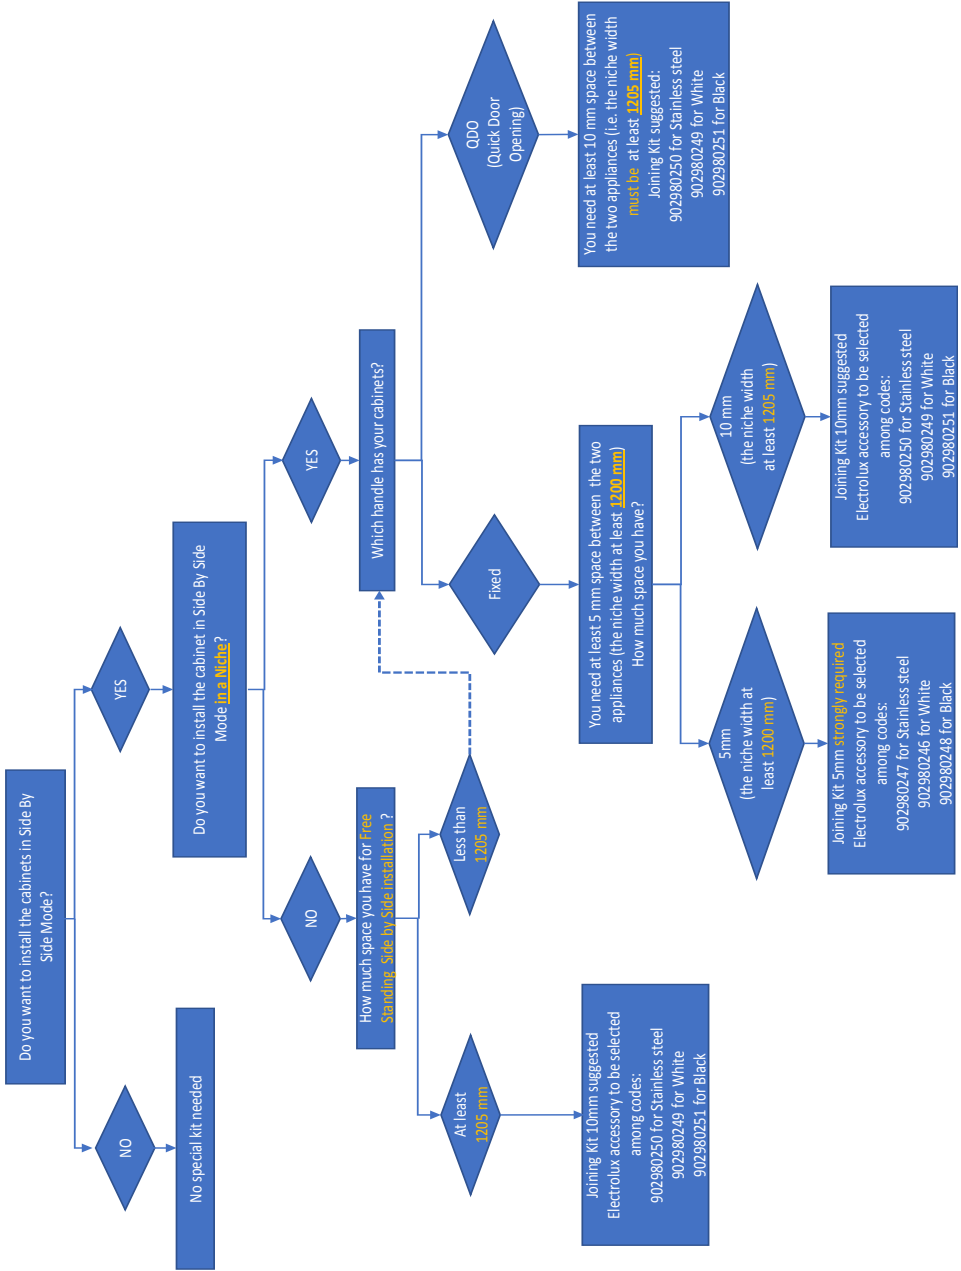 Do you want to install the cabinets in Side By
Side Mode?
NO
YES
No special kit needed
Do you want to install the cabinet in Side By Side
Mode in a Niche?
NO
YES
How much space you have for Free
Standing Side by Side installation ?
Which handle has your cabinets?
At least
1205 mm
Less than
1205 mm
Fixed
QDO
(Quick Door
Opening)
Joining Kit 10mm suggested
Electrolux accessory to be selected
among codes:
902980250 for Stainless steel
902980249 for White
902980251 for Black
You need at least 5 mm space between the two
appliances (the niche width at least 1200 mm)
How much space you have?
You need at least 10 mm space between
the two appliances (i.e. the niche width
must be at least 1205 mm)
Joining Kit suggested:
902980250 for Stainless steel
902980249 for White
902980251 for Black
5mm
(the niche width at
least 1200 mm)
10 mm
(the niche width
at least 1205 mm)
Joining Kit 5mm strongly required
Electrolux accessory to be selected
among codes:
902980247 for Stainless steel
902980246 for White
902980248 for Black
Joining Kit 10mm suggested
Electrolux accessory to be selected
among codes:
902980250 for Stainless steel
902980249 for White
902980251 for Black